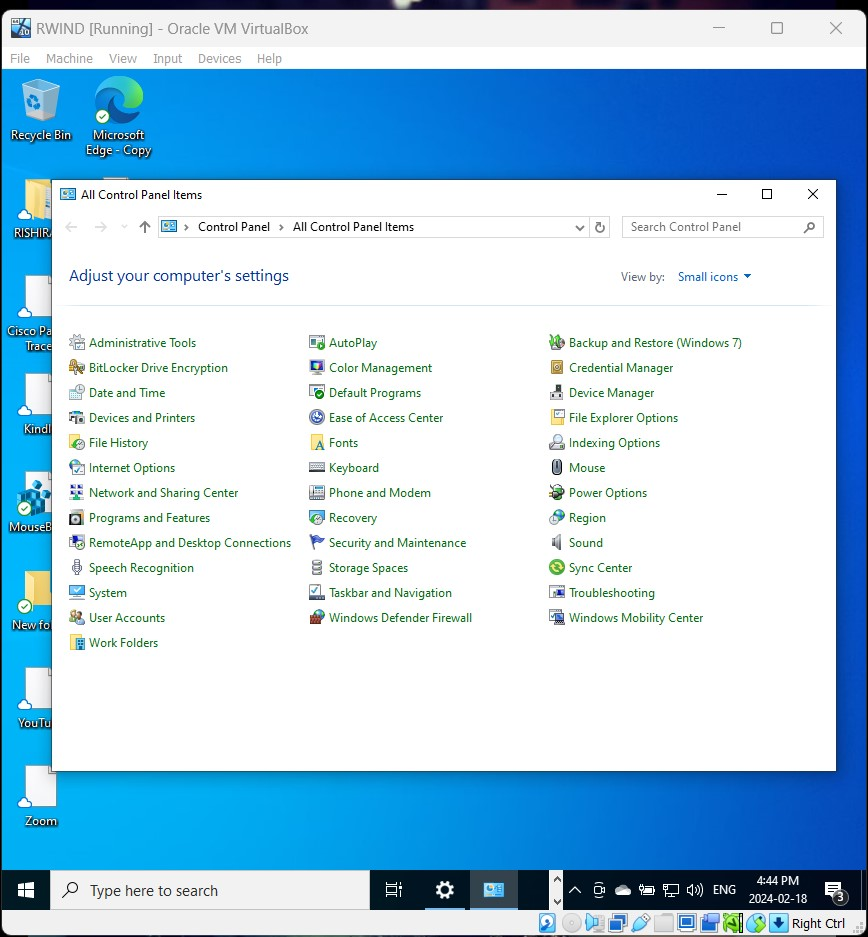 RWIND [Running] - Oracle VM VirtualBox
File Machine View Input Devices Help
Recycle Bin
Microsoft
Edge - Copy
All Control Panel Items
RISHIRA
Control Panel > All Control Panel Items
Search Control Panel
Adjust your computer's settings
View by: Small icons
Cisco Pa
Trace
Kindl
MouseB
New fol
YouTu
Zoom
Administrative Tools
AutoPlay
Backup and Restore (Windows 7)
BitLocker Drive Encryption
Color Management
Credential Manager
Date and Time
Default Programs
Device Manager
Devices and Printers
Ease of Access Center
File Explorer Options
File History
Fonts
Indexing Options
Internet Options
Keyboard
Mouse
Network and Sharing Center
Phone and Modem
Power Options
Programs and Features
Recovery
Region
RemoteApp and Desktop Connections
Security and Maintenance
Sound
Speech Recognition
Storage Spaces
Sync Center
System
Taskbar and Navigation
Troubleshooting
User Accounts
Windows Defender Firewall
Windows Mobility Center
Work Folders
Type here to search
ENG
4:44 PM
2024-02-18
3
Right Ctrl